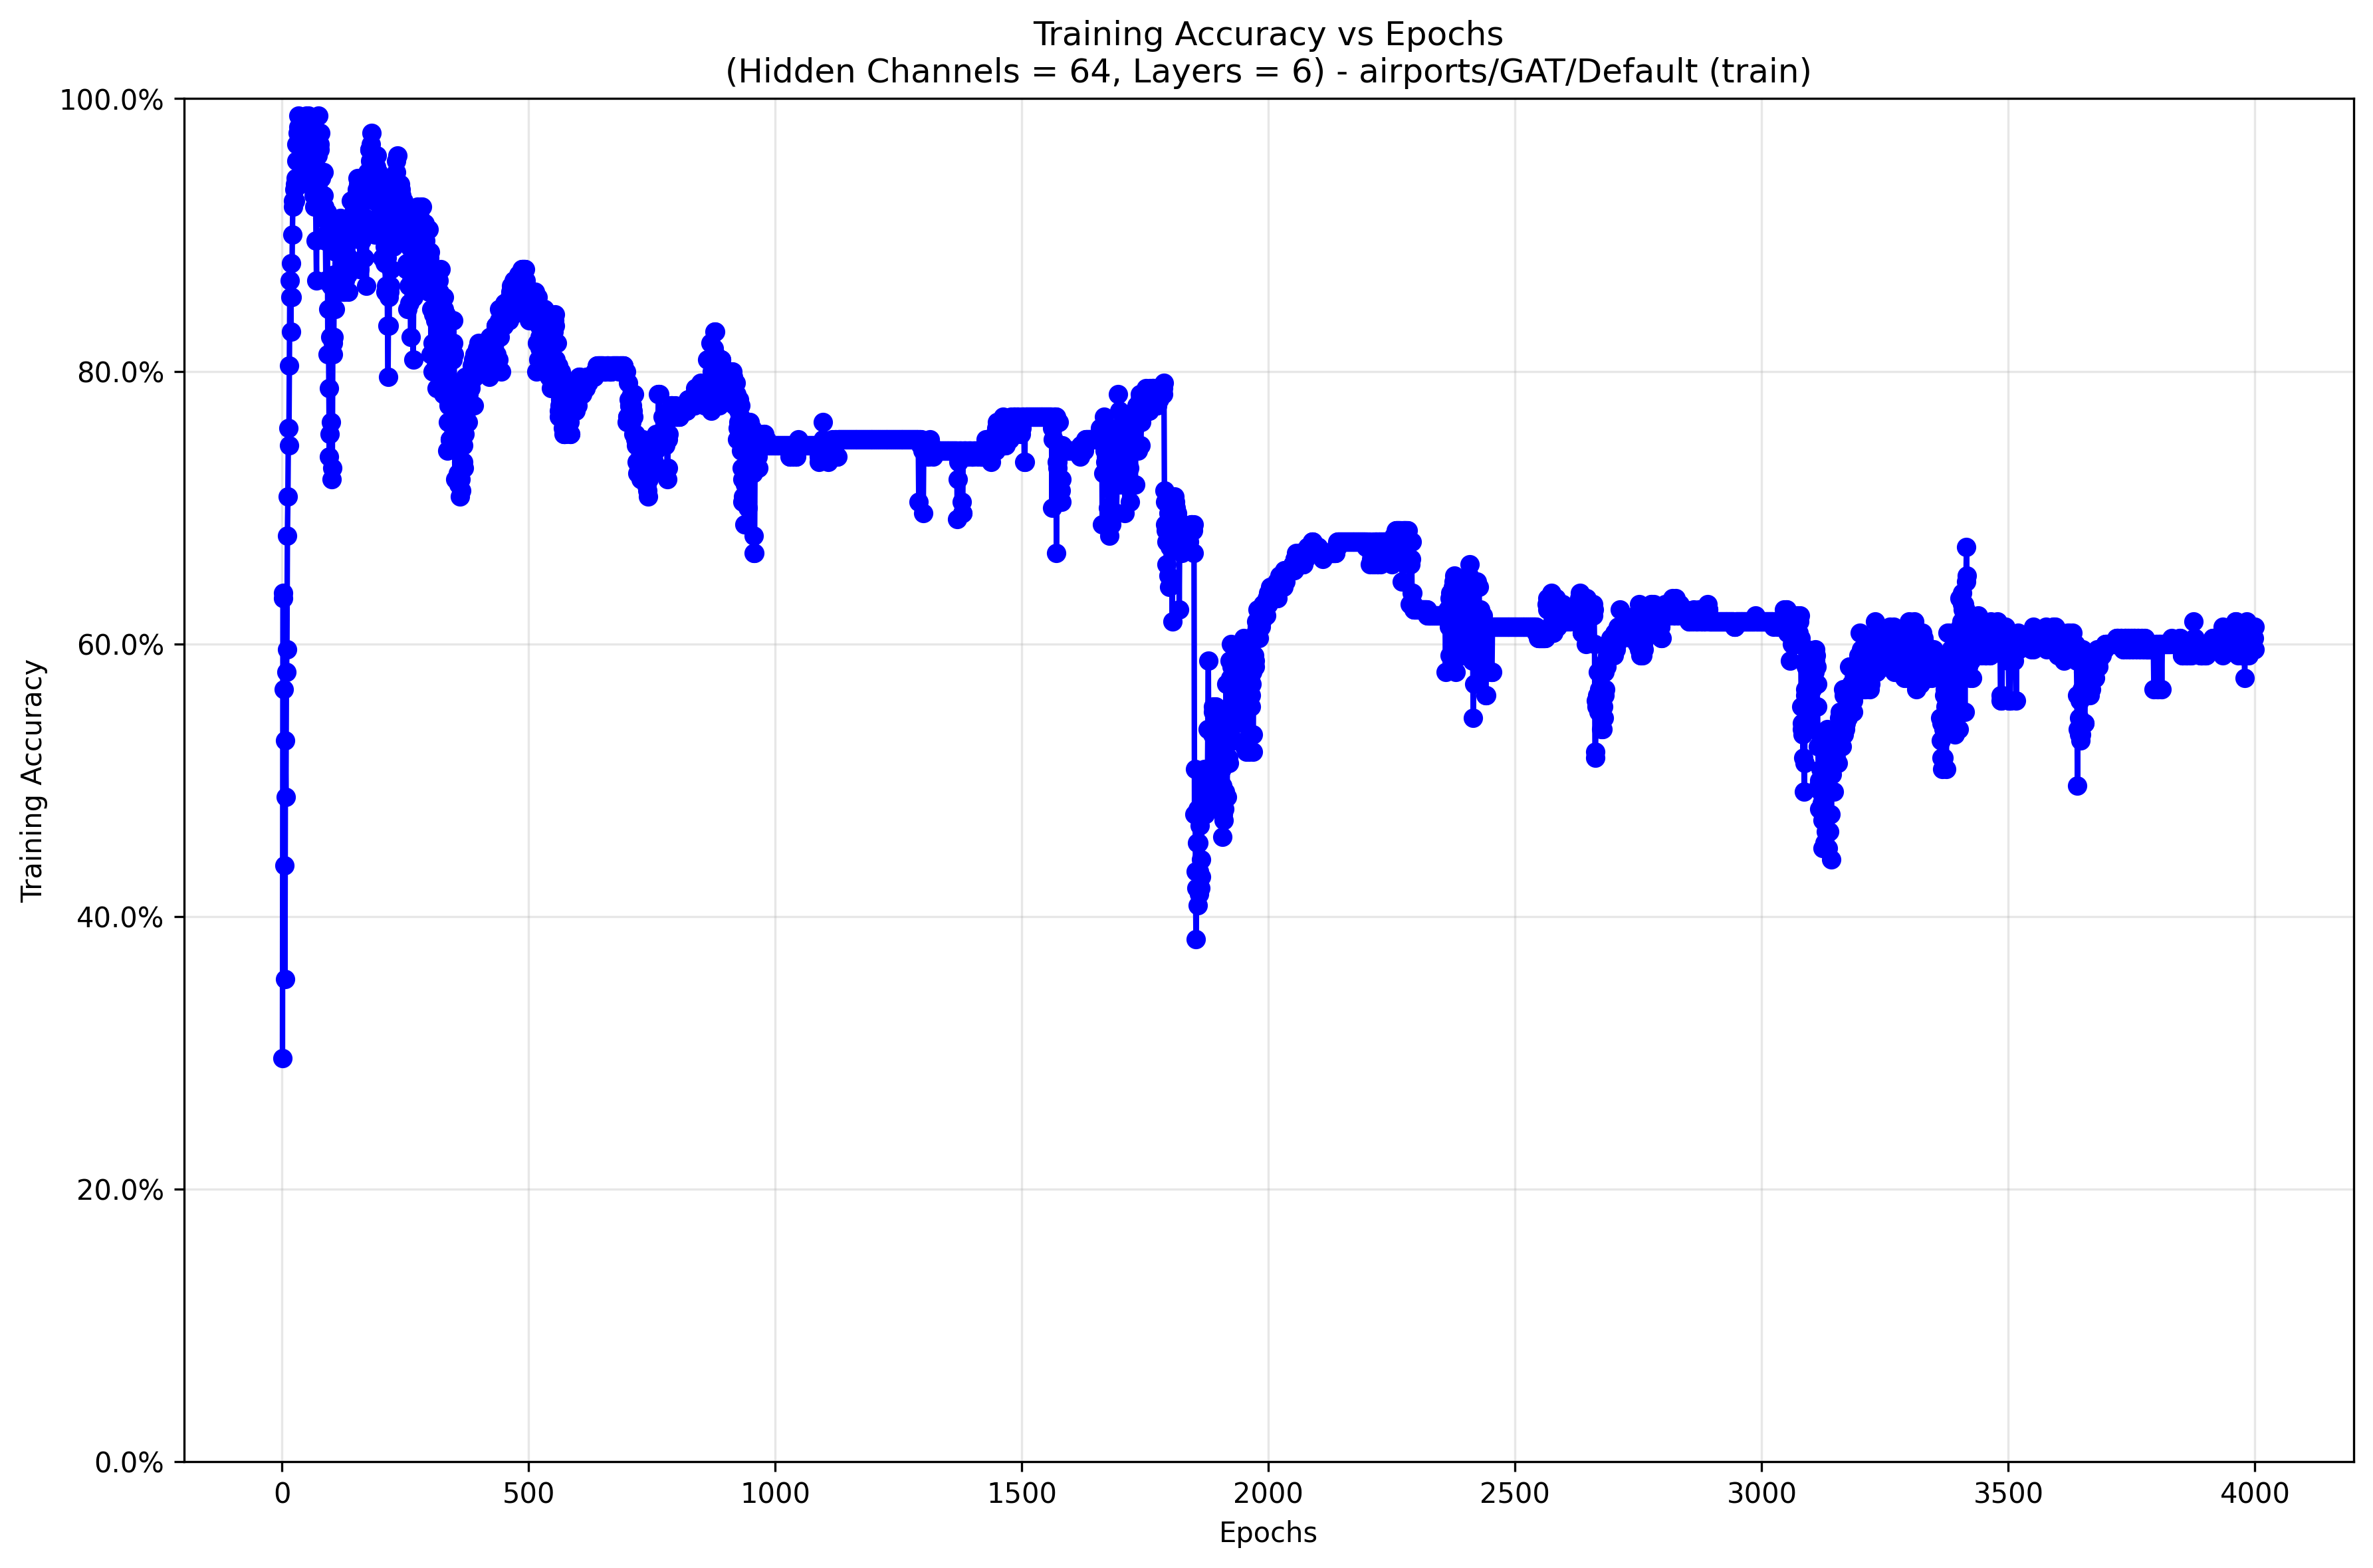 Training Accuracy vs Epochs
(Hidden Channels = 64, Layers = 6) - airports/GAT/Default (train)
Training Accuracy
100.0%
80.0%
60.0%
40.0%
20.0%
0.0%
0 500 1000 1500 2000 2500 3000 3500 4000
Epochs